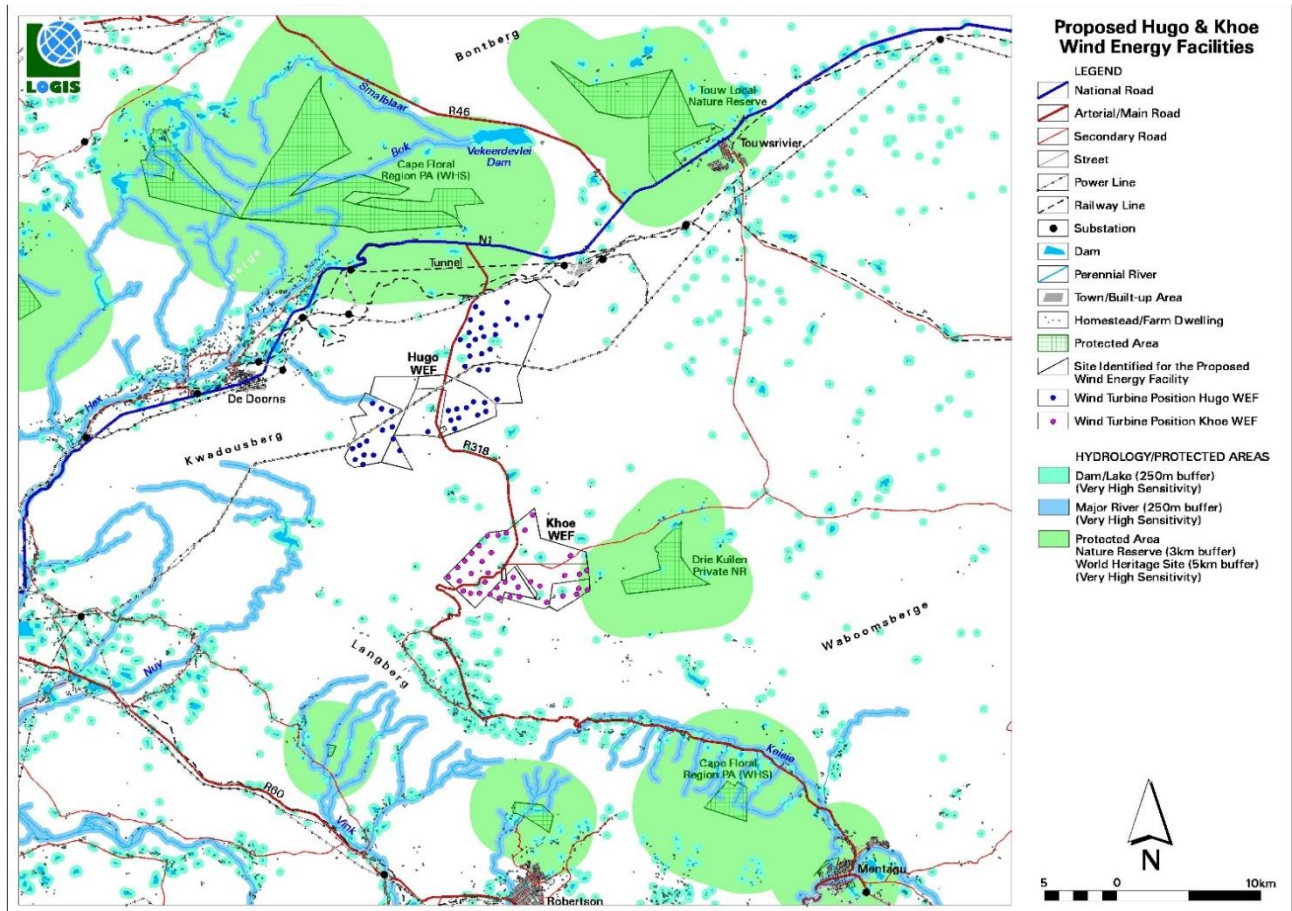 LOGIS
Bontberg
Smalblaar
R46
Touw Local
Nature Reserve
Touwsrivier
Bok
Vekeerdevlei
Dam
Cape Floral
Region PA (WHS)
N1
Tunnel
berge
Hugo
WEF
De Doorns
Hex
Kwadousberg
R318
Khoe
WEF
Drie Kuilen
Private NR
Waboomsberge
Langberg
Nuy
Keisie
Cape Floral
Region PA (WHS)
R60
Vink
Montagu
Robertson
Proposed Hugo & Khoe
Wind Energy Facilities
LEGEND
National Road
Arterial/Main Road
Secondary Road
Street
Power Line
Railway Line
Substation
Dam
Perennial River
Town/Built-up Area
Homestead/Farm Dwelling
Protected Area
Site Identified for the Proposed
Wind Energy Facility
Wind Turbine Position Hugo WEF
Wind Turbine Position Khoe WEF
HYDROLOGY/PROTECTED AREAS
Dam/Lake (250m buffer)
(Very High Sensitivity)
Major River (250m buffer)
(Very High Sensitivity)
Protected Area
Nature Reserve (3km buffer)
World Heritage Site (5km buffer)
(Very High Sensitivity)
N
5 0 10km